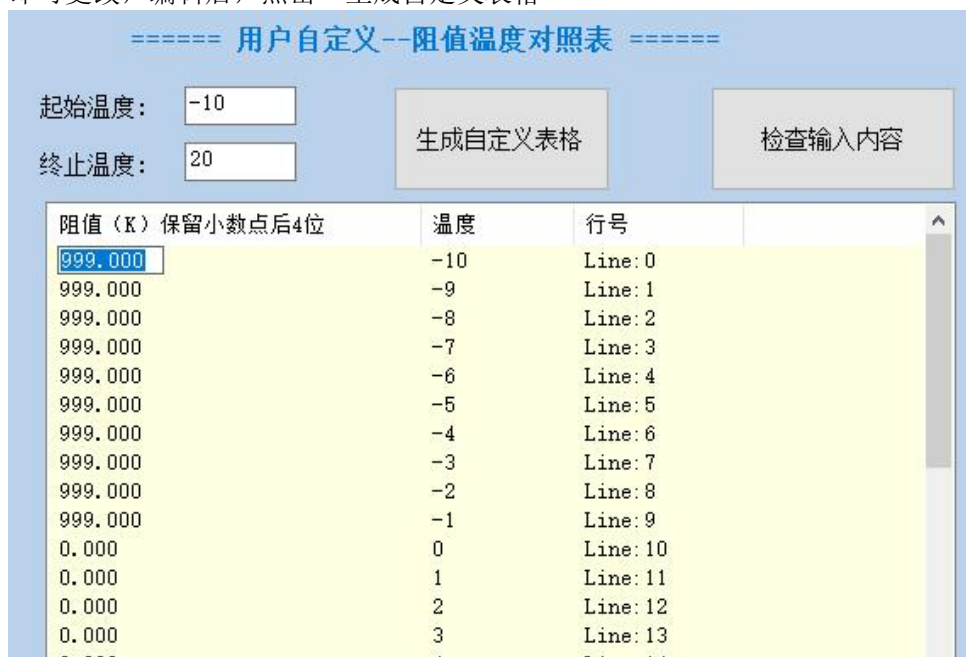 ====== 用户自定义--阻值温度对照表 ======
起始温度: -10
终止温度: 20
生成自定义表格
检查输入内容
阻值（K）保留小数点后4位 温度 行号
999.000 -10 Line:0
999.000 -9 Line:1
999.000 -8 Line:2
999.000 -7 Line:3
999.000 -6 Line:4
999.000 -5 Line:5
999.000 -4 Line:6
999.000 -3 Line:7
999.000 -2 Line:8
999.000 -1 Line:9
0.000 0 Line:10
0.000 1 Line:11
0.000 2 Line:12
0.000 3 Line:13